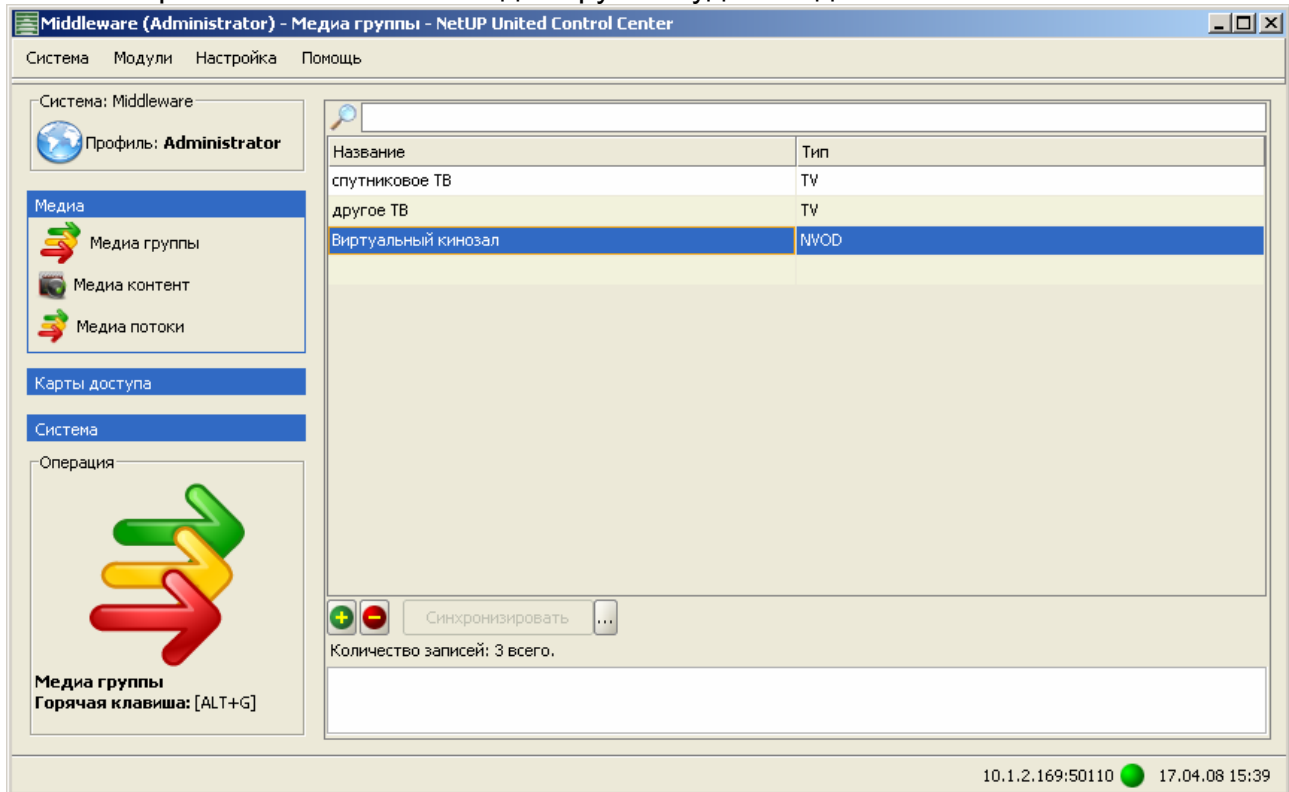 Middleware (Administrator) - Медиа группы - NetUP United Control Center
Система Модули Настройка Помощь
Система: Middleware
Профиль: Administrator
Медиа
Медиа группы
Медиа контент
Медиа потоки
Карты доступа
Система
Операция
Медиа группы
Горячая клавиша: [ALT+G]
Название Тип
спутниковое ТВ TV
другое ТВ TV
Виртуальный кинозал NVOD
Синхронизировать ...
Количество записей: 3 всего.
10.1.2.169:50110 17.04.08 15:39